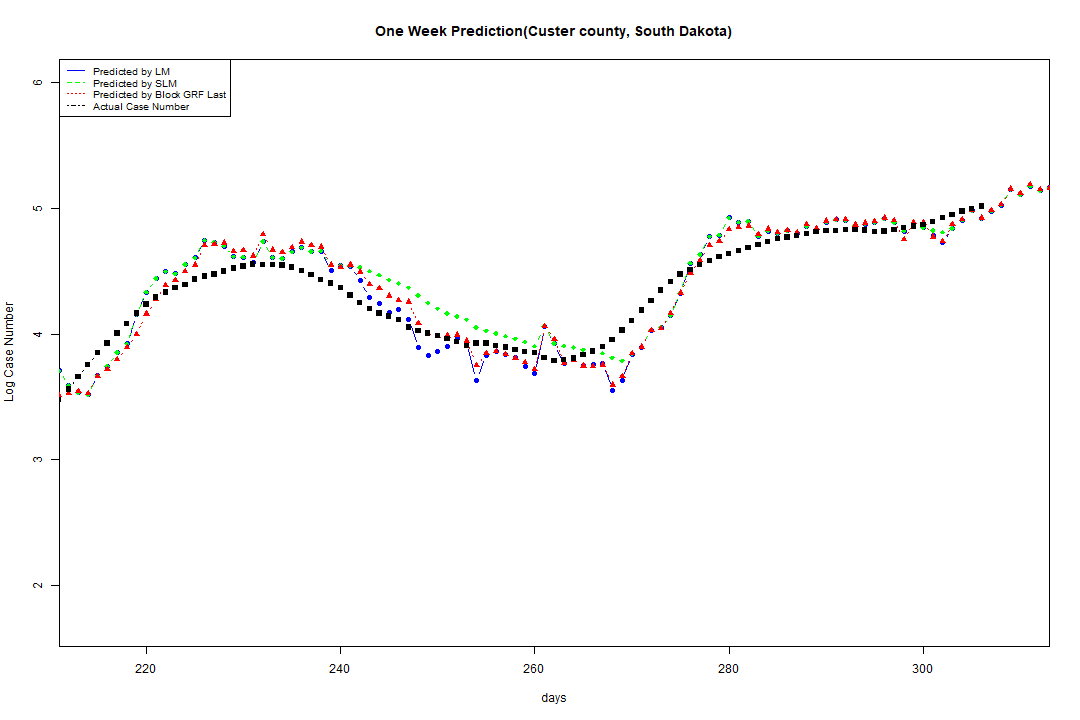 One Week Prediction(Custer county, South Dakota)
Predicted by LM
Predicted by SLM
Predicted by Block GRF Last
Actual Case Number
6
5
4
3
2
Log Case Number
220 240 260 280 300
days